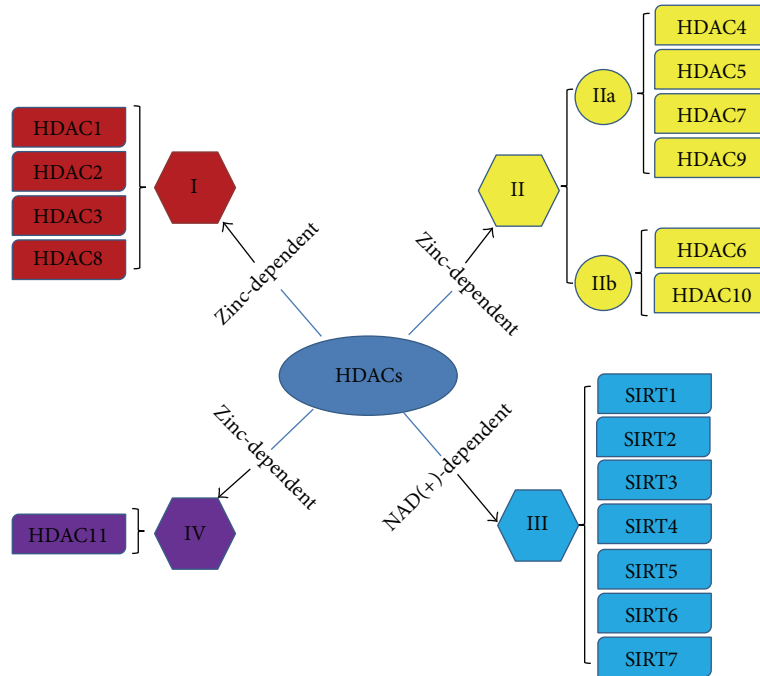 HDAC1
HDAC2
HDAC3
HDAC8
I
Zinc-dependent
II
Zinc-dependent
IIa
HDAC4
HDAC5
HDAC7
HDAC9
IIb
HDAC6
HDAC10
HDACs
Zinc-dependent
IV
HDAC11
NAD(+)-dependent
III
SIRT1
SIRT2
SIRT3
SIRT4
SIRT5
SIRT6
SIRT7